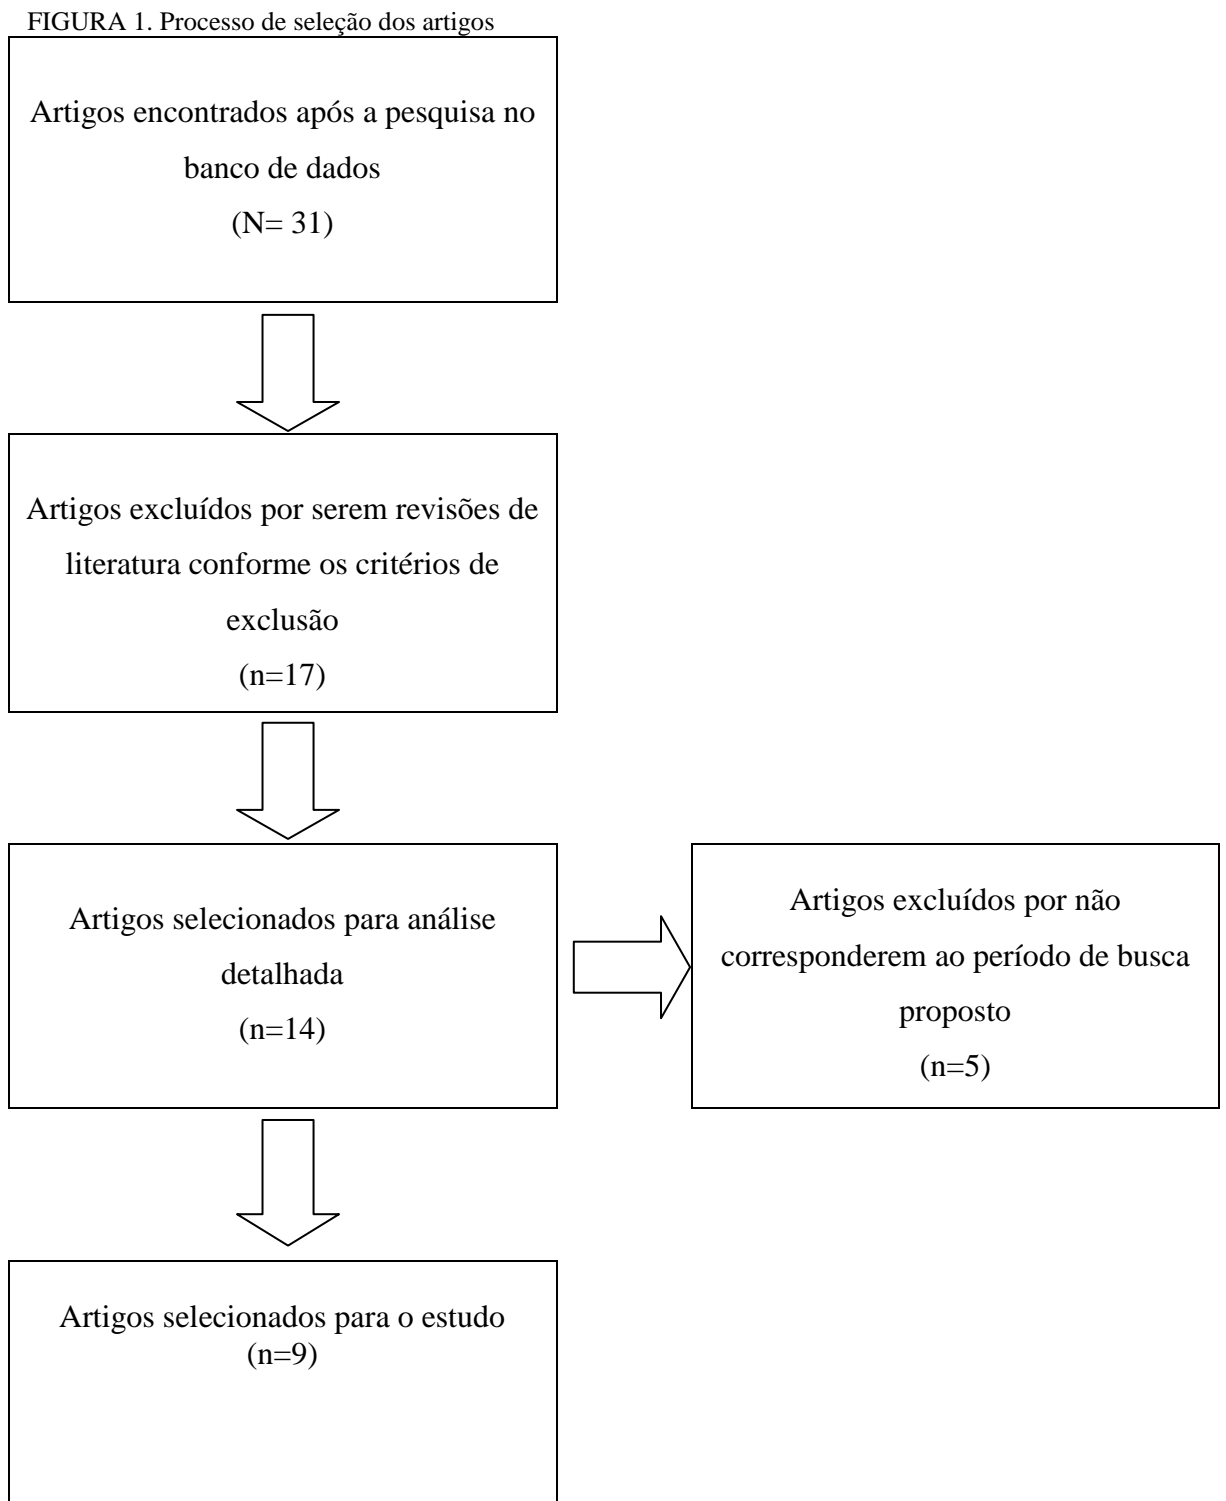 FIGURA 1. Processo de seleção dos artigos
Artigos encontrados após a pesquisa no
banco de dados
(N= 31)
Artigos excluídos por serem revisões de
literatura conforme os critérios de
exclusão
(n=17)
Artigos selecionados para análise
detalhada
(n=14)
Artigos excluídos por não
corresponderem ao período de busca
proposto
(n=5)
Artigos selecionados para o estudo
(n=9)